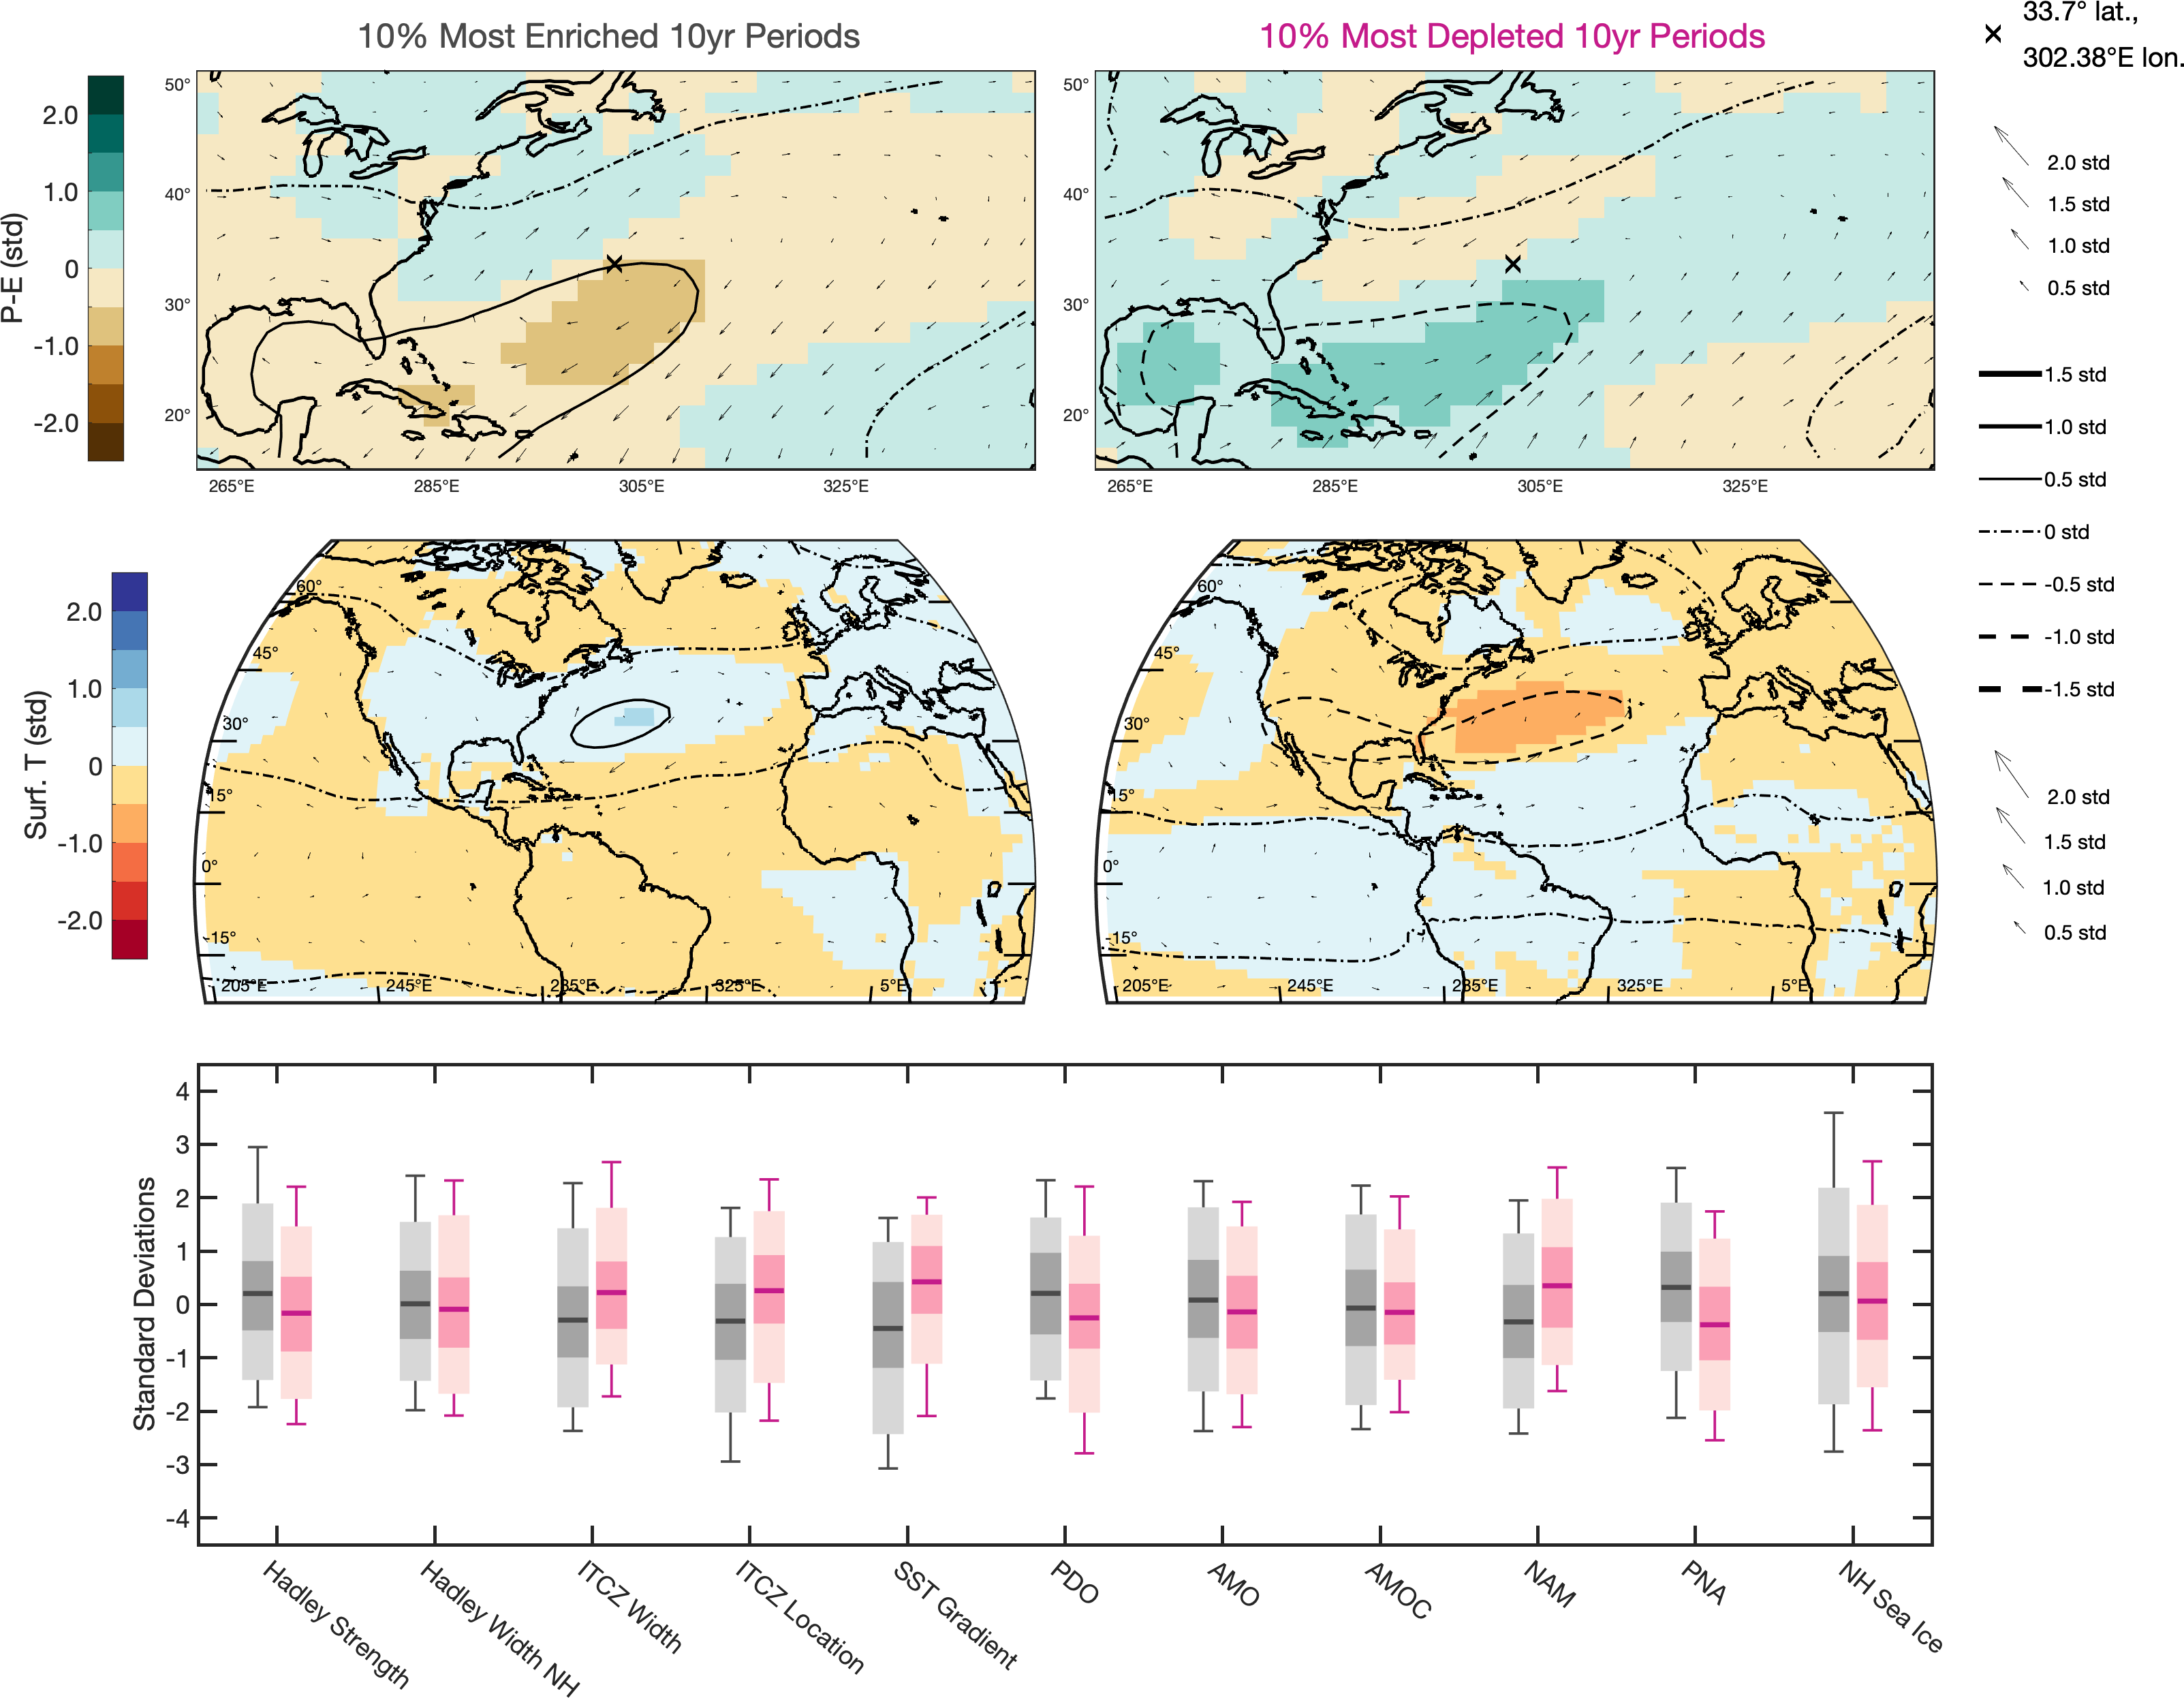 10% Most Enriched 10yr Periods
10% Most Depleted 10yr Periods
33.7° lat.,
302.38°E lon.
P-E (std)
2.0
1.0
0
-1.0
-2.0
50°
40°
30°
20°
265°E
285°E
305°E
325°E
50°
40°
30°
20°
265°E
285°E
305°E
325°E
2.0 std
1.5 std
1.0 std
0.5 std
1.5 std
1.0 std
0.5 std
0 std
-0.5 std
-1.0 std
-1.5 std
Surf. T (std)
2.0
1.0
0
-1.0
-2.0
60°
45°
30°
15°
0°
-15°
205°E
245°E
285°E
325°E
5°E
60°
45°
30°
15°
0°
-15°
205°E
245°E
285°E
325°E
5°E
2.0 std
1.5 std
1.0 std
0.5 std
Standard Deviations
4
3
2
1
0
-1
-2
-3
-4
Hadley Strength
Hadley Width NH
ITCZ Width
ITCZ Location
SST Gradient
PDO
AMO
AMOC
NAM
PNA
NH Sea Ice